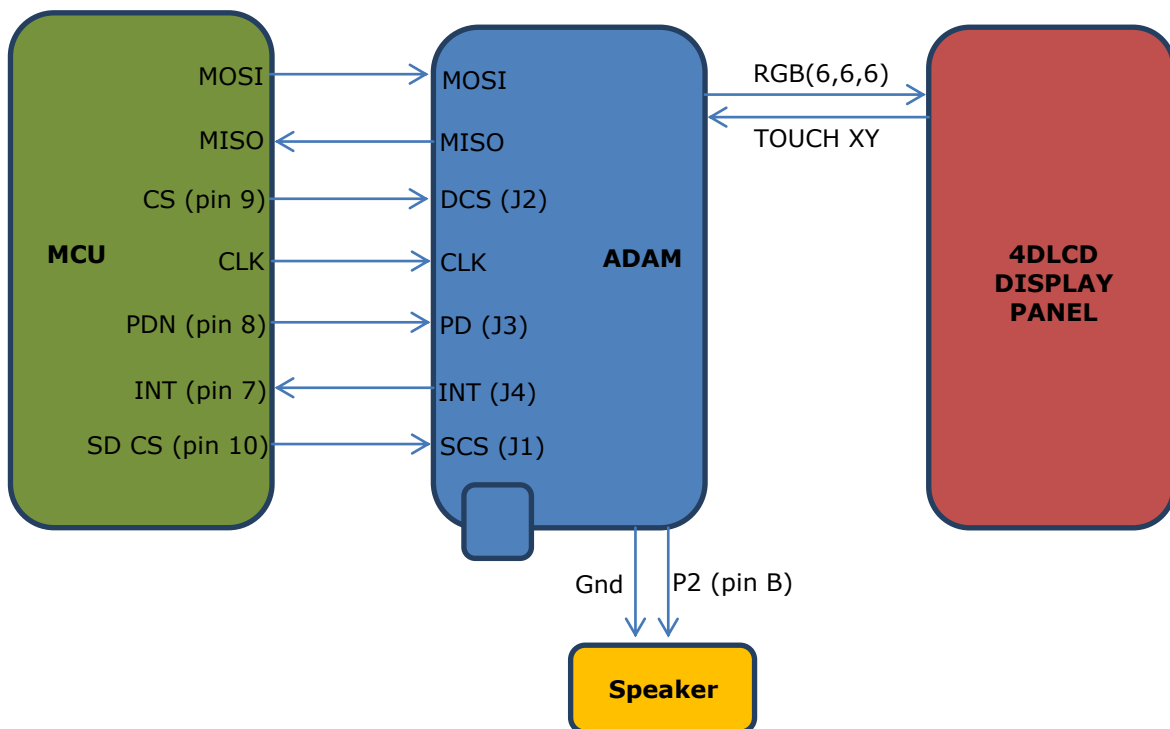 MOSI
MISO
CS (pin 9)
MCU
CLK
PDN (pin 8)
INT (pin 7)
SD CS (pin 10)
MOSI
MISO
DCS (J2)
ADAM
CLK
PD (J3)
INT (J4)
SCS (J1)
RGB(6,6,6)
TOUCH XY
4DLCD
DISPLAY
PANEL
Gnd
P2 (pin B)
Speaker